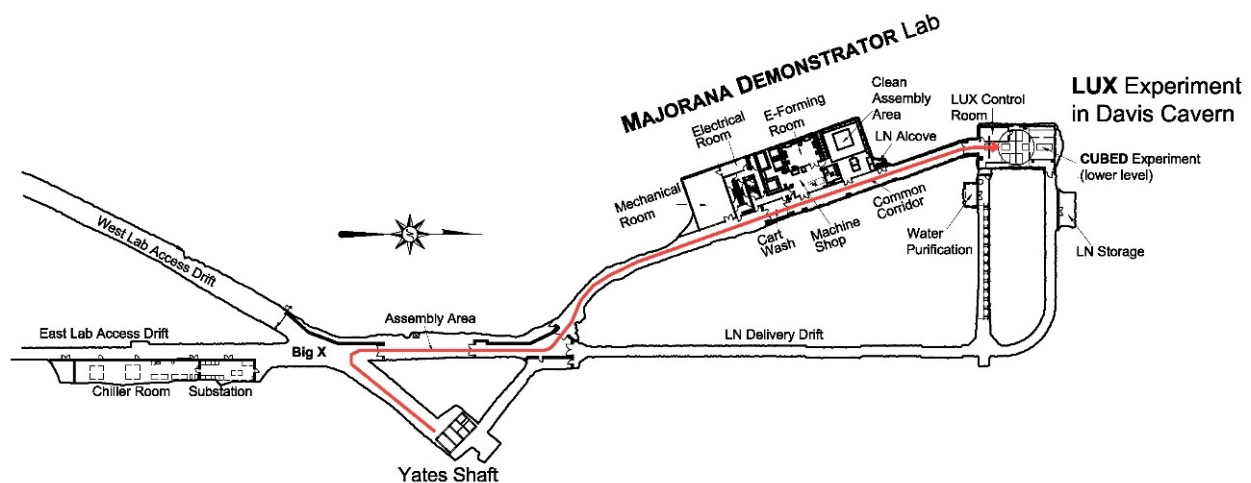 MAJORANA DEMONSTRATOR Lab
Electrical
Room
E-Forming
Room
Clean
Assembly
Area
LN Alcove
LUX Control
Room
LUX Experiment
in Davis Cavern
CUBED Experiment
(lower level)
Mechanical
Room
Cart
Wash
Machine
Shop
Common
Corridor
Water
Purification
LN Storage
West Lab Access Drift
East Lab Access Drift
Big X
Assembly Area
LN Delivery Drift
Chiller Room
Substation
Yates Shaft